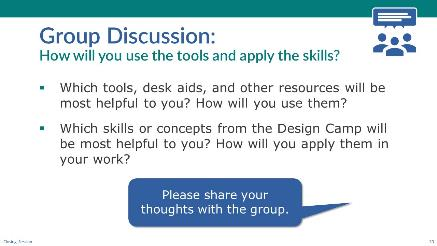 Group Discussion:
How will you use the tools and apply the skills?
▪ Which tools, desk aids, and other resources will be
most helpful to you? How will you use them?
▪ Which skills or concepts from the Design Camp will
be most helpful to you? How will you apply them in
your work?
Please share your
thoughts with the group.
Closing_Session